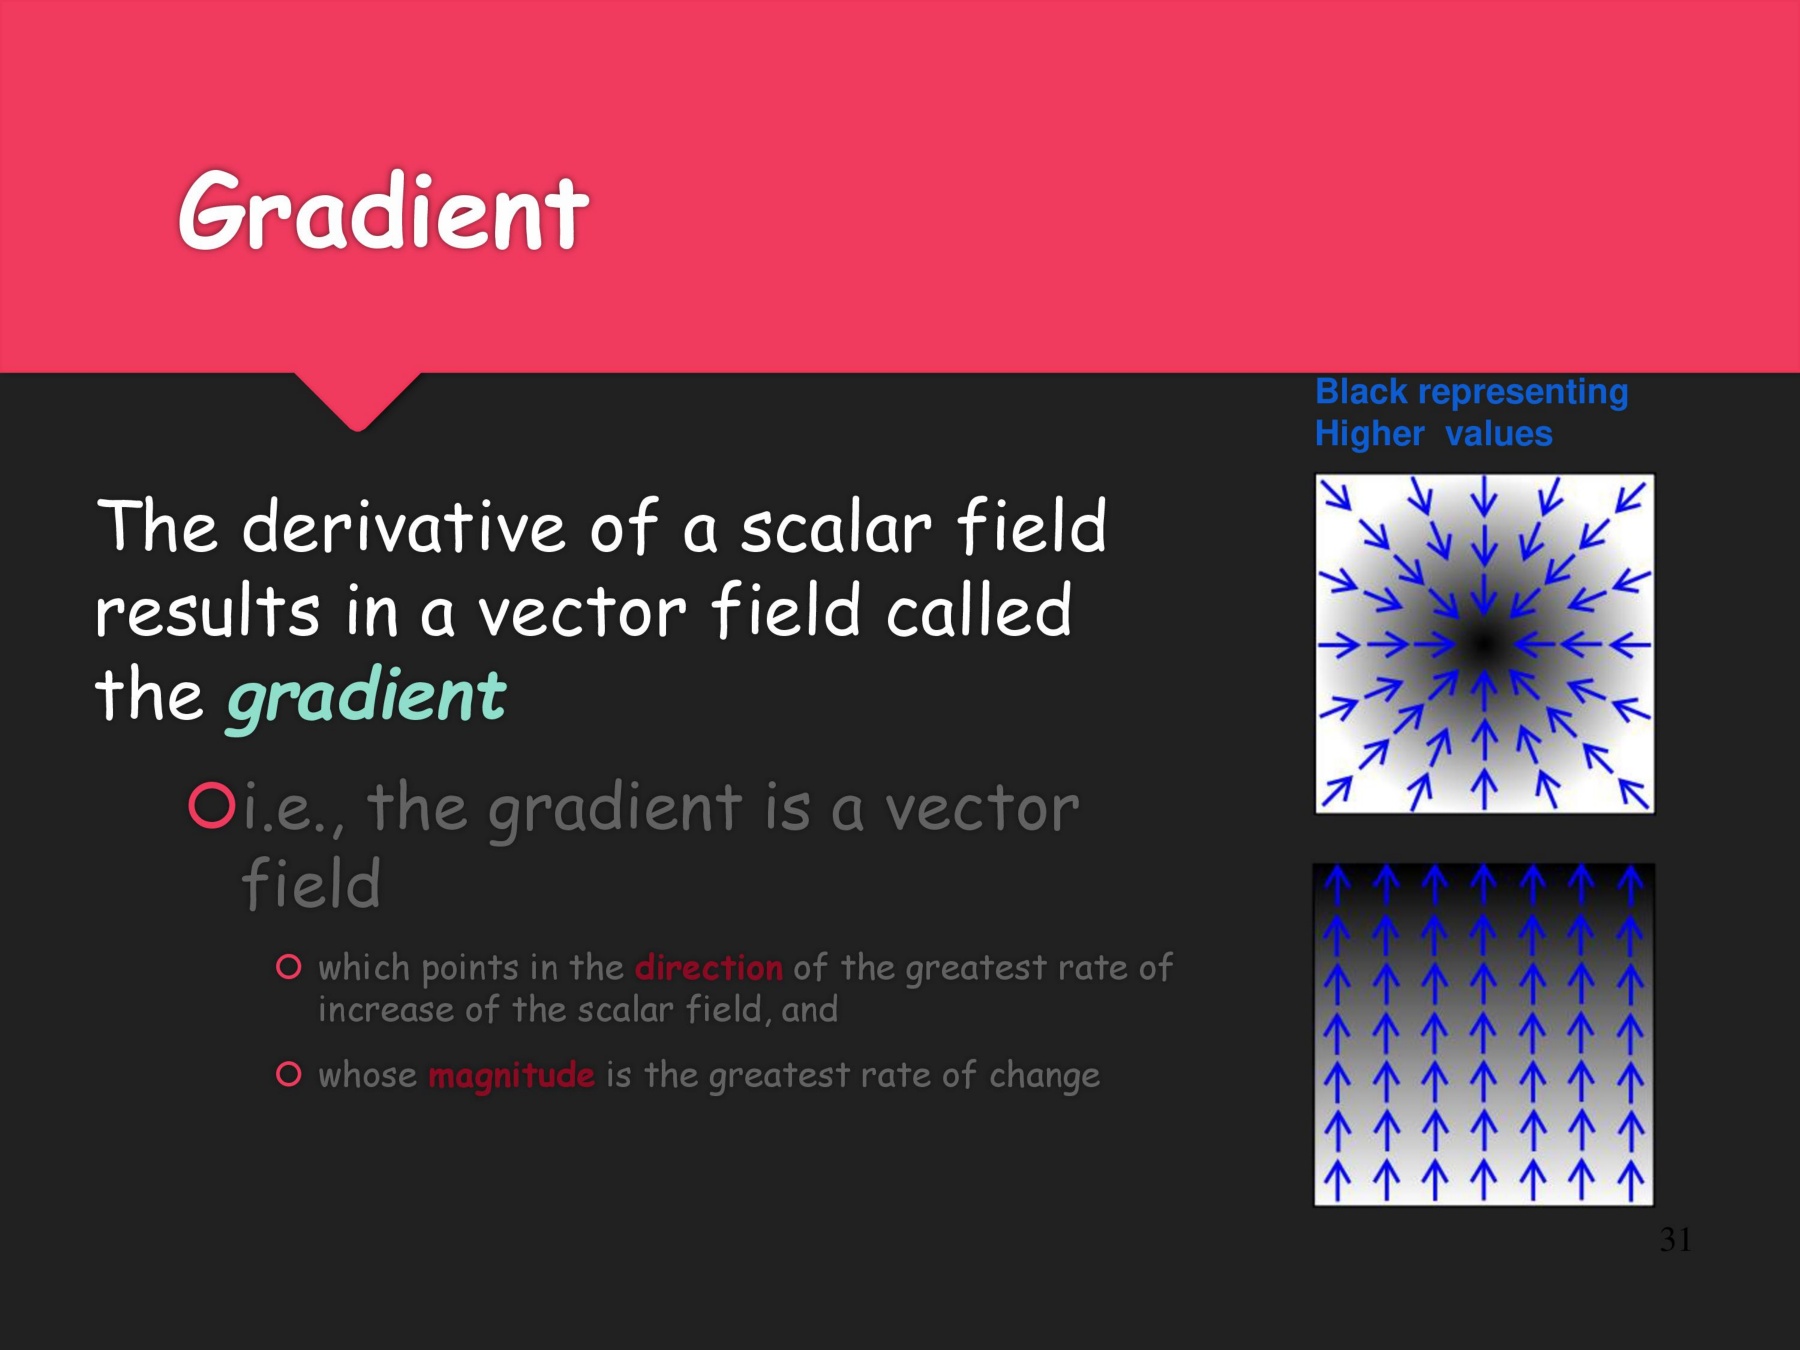 Gradient
Black representing
Higher values
The derivative of a scalar field
results in a vector field called
the gradient
i.e., the gradient is a vector
field
which points in the direction of the greatest rate of
increase of the scalar field, and
whose magnitude is the greatest rate of change
31